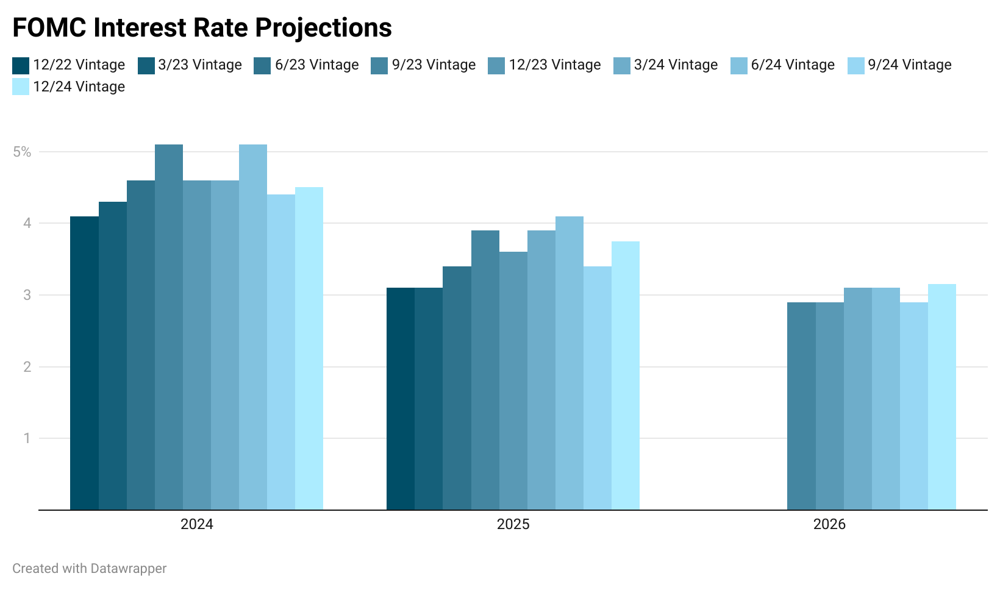 FOMC Interest Rate Projections
12/22 Vintage 3/23 Vintage 6/23 Vintage 9/23 Vintage 12/23 Vintage 3/24 Vintage 6/24 Vintage 9/24 Vintage
12/24 Vintage
5%
4
3
2
1
2024 2025 2026
Created with Datawrapper